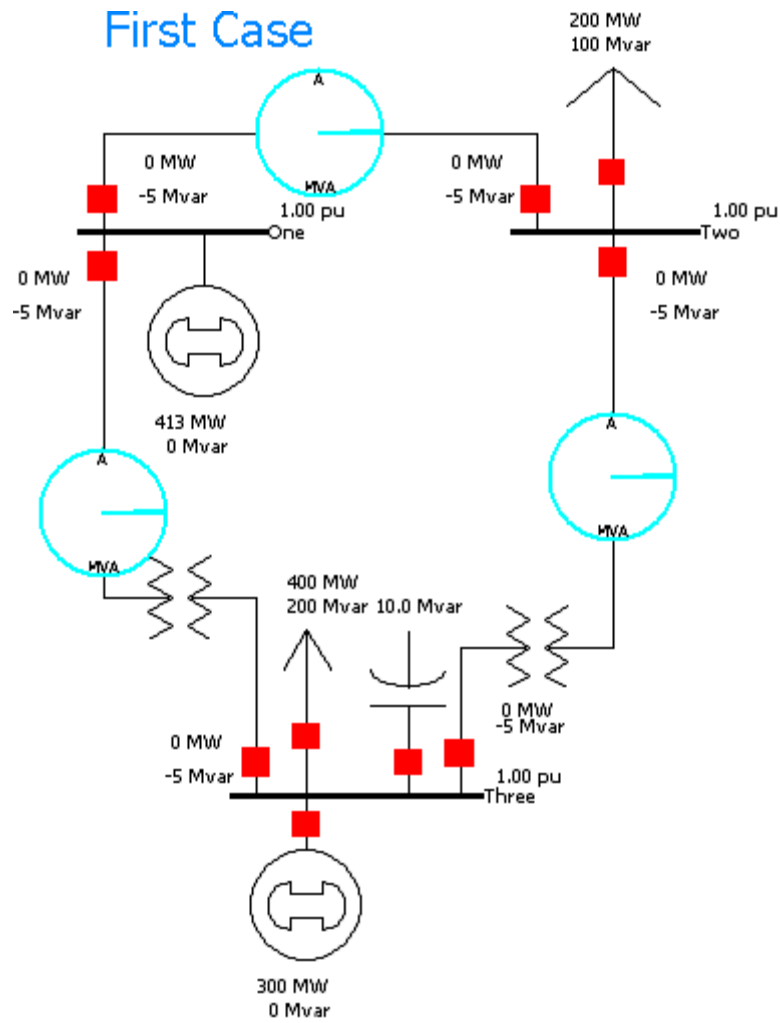 First Case
200 MW
100 Mvar
A
0 MW
-5 Mvar
MVA
1.00 pu
One
0 MW
-5 Mvar
1.00 pu
Two
0 MW
-5 Mvar
0 MW
-5 Mvar
413 MW
0 Mvar
A
MVA
A
MVA
400 MW
200 Mvar
10.0 Mvar
0 MW
-5 Mvar
0 MW
-5 Mvar
1.00 pu
Three
300 MW
0 Mvar